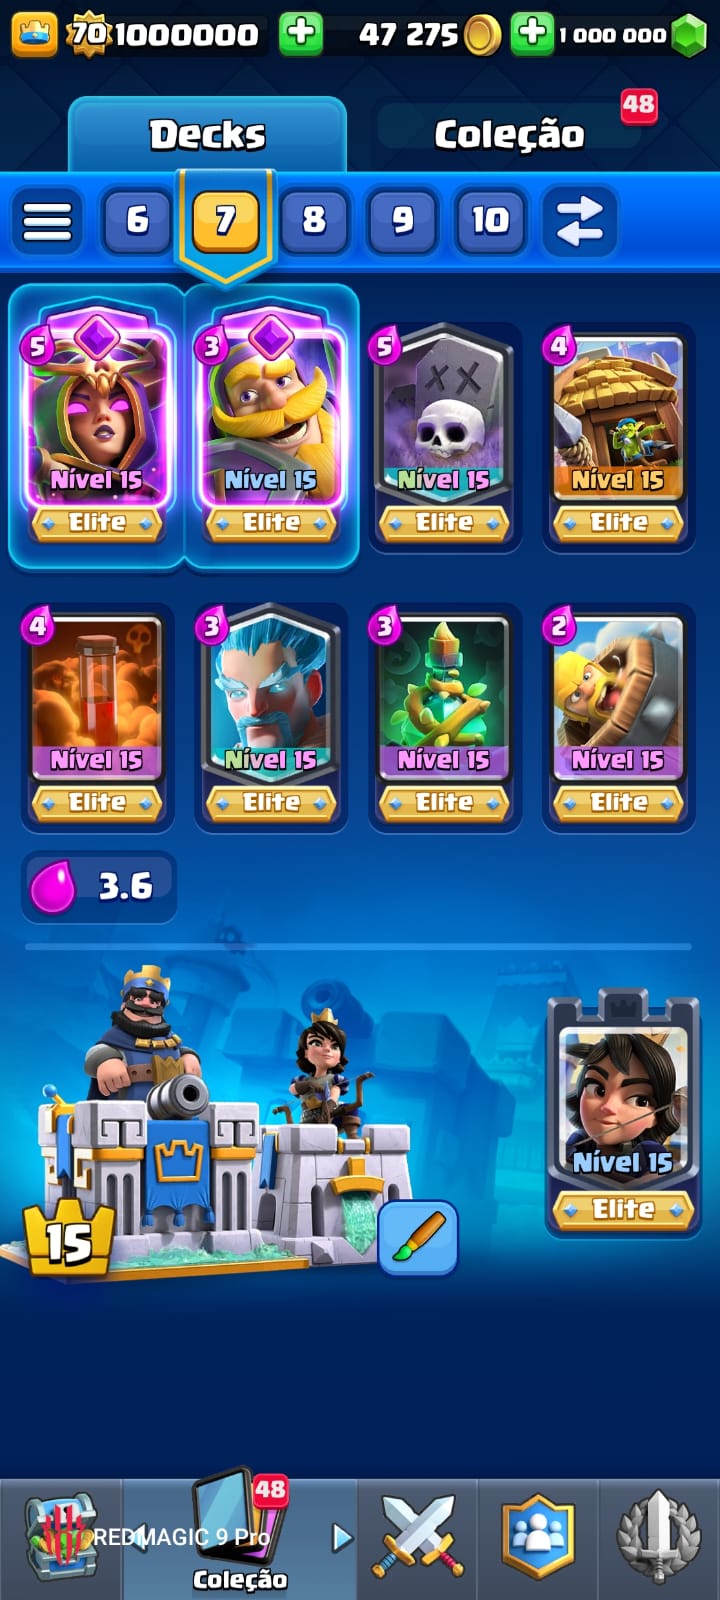 70 1000000 47 275 1 000 000
Decks Coleção 48
6 7 8 9 10
5 3 5 4
Nível 15 Nível 15 Nível 15 Nível 15
Elite Elite Elite Elite
4 3 3 2
Nível 15 Nível 15 Nível 15 Nível 15
Elite Elite Elite Elite
3.6
Nível 15
Elite
15
48
REDMAGIC 9 Pro
Coleção